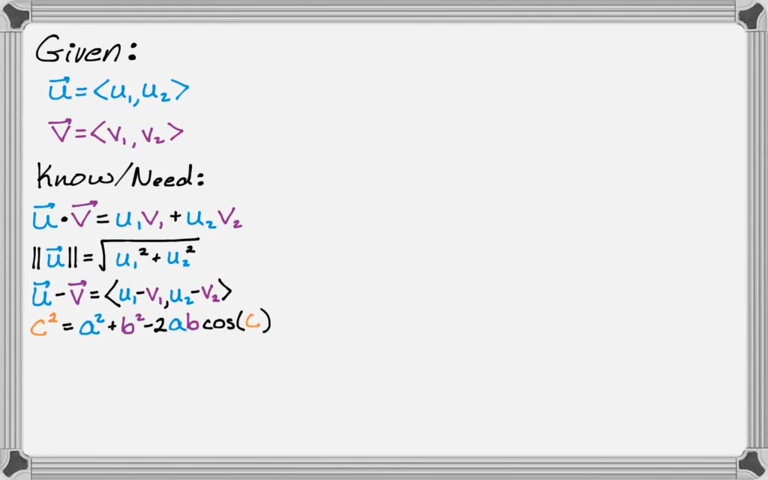 Given:
u⃗ = <u₁, u₂>
v⃗ = <v₁, v₂>
Know/Need:
u⃗ · v⃗ = u₁v₁ + u₂v₂
||u⃗|| = √(u₁² + u₂²)
u⃗ - v⃗ = <u₁-v₁, u₂-v₂>
c² = a² + b² - 2ab cos(C)